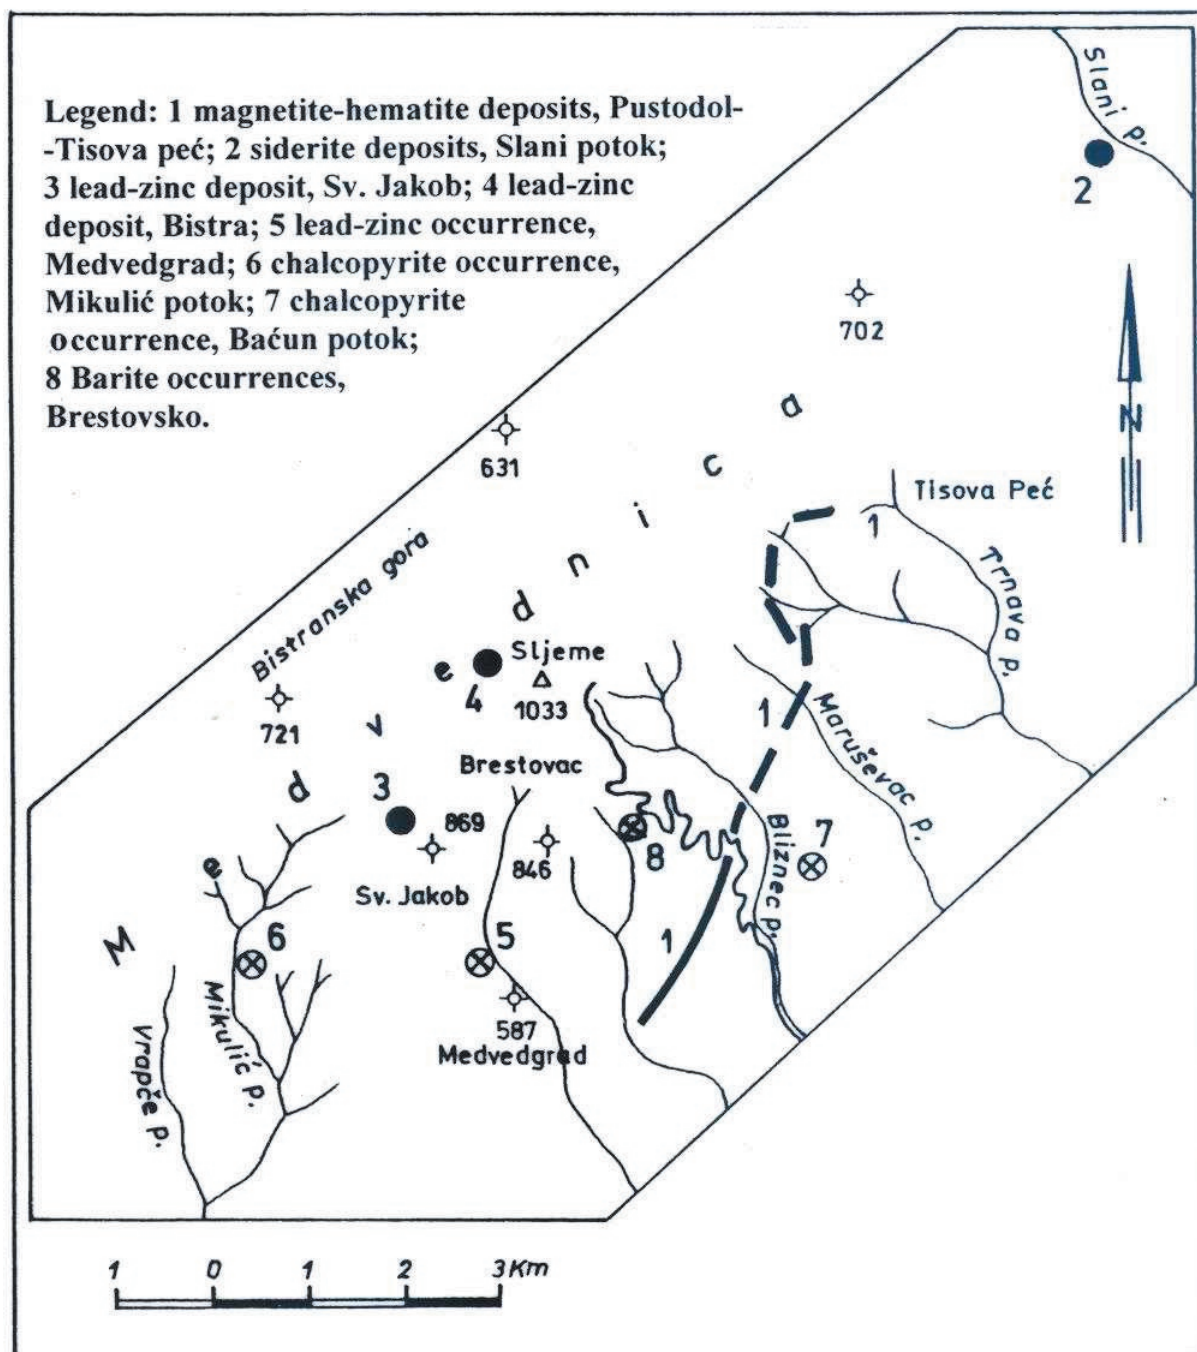 Legend: 1 magnetite-hematite deposits, Pustodol-
-Tisova peć; 2 siderite deposits, Slani potok;
3 lead-zinc deposit, Sv. Jakob; 4 lead-zinc
deposit, Bistra; 5 lead-zinc occurrence,
Medvedgrad; 6 chalcopyrite occurrence,
Mikulić potok; 7 chalcopyrite
occurrence, Baćun potok;
8 Barite occurrences,
Brestovsko.
Slani p.
2
702
N
631
Medvednica
Tisova Peć
1
Trnava p.
Bistranska gora
Sljeme
4
1033
721
1
Maruševac p.
Brestovac
3
869
846
8
Bliznec p.
7
Sv. Jakob
6
5
1
587
Medvedgrad
Mikulić p.
Vrapče p.
1 0 1 2 3 Km